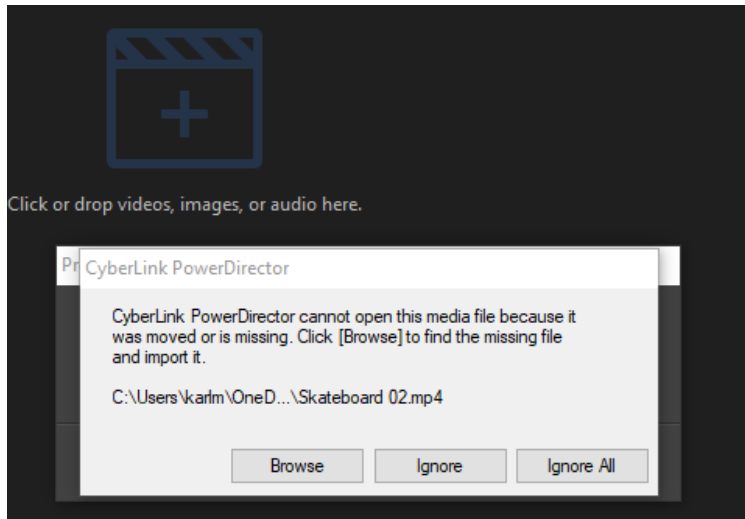 Click or drop videos, images, or audio here.
Pr
CyberLink PowerDirector
CyberLink PowerDirector cannot open this media file because it
was moved or is missing. Click [Browse] to find the missing file
and import it.
C:\Users\karlm\OneD...\Skateboard 02.mp4
Browse
Ignore
Ignore All